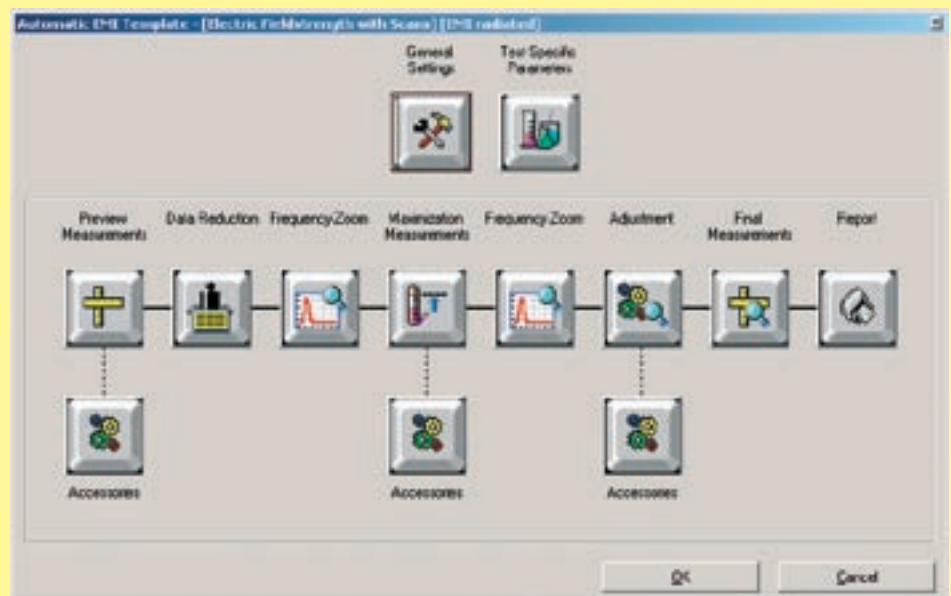 Automatic EMI Template - [Electric Fieldstrength with Scans] [EMI radiated]
General Settings
Test Specific Parameters
Preview Measurements
Data Reduction
Frequency Zoom
Maximization Measurements
Frequency Zoom
Adjustment
Final Measurements
Report
Accessories
Accessories
Accessories
OK
Cancel